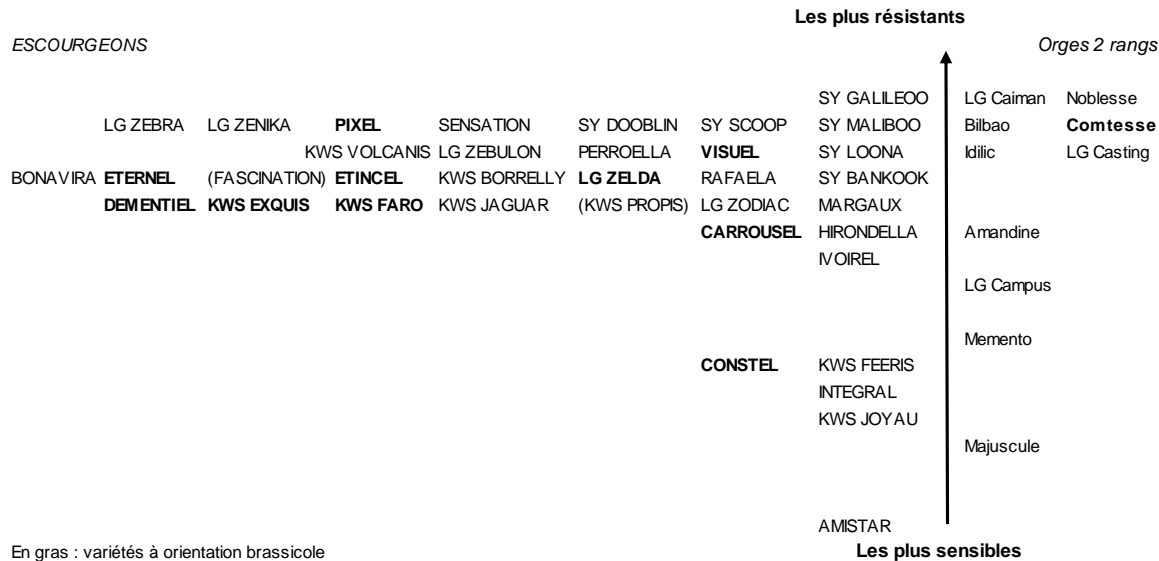 Les plus résistants
ESCOURGEONS Orges 2 rangs
SY GALILEOO LG Caiman Noblesse
LG ZEBRA LG ZENIKA PIXEL SENSATION SY DOOBLIN SY SCOOP SY MALIBOO Bilbao Comtesse
KWS VOLCANIS LG ZEBULON PERROELLA VISUEL SY LOONA Idilic LG Casting
BONAVIRA ETERNEL (FASCINATION) ETINCEL KWS BORRELLY LG ZELDA RAFAELA SY BANKOOK
DEMENTIEL KWS EXQUIS KWS FARO KWS JAGUAR (KWS PROPIS) LG ZODIAC MARGAUX
CARROUSEL HIRONDELLA Amandine
IVOIREL
LG Campus
Memento
CONSTEL KWS FEERIS
INTEGRAL
KWS JOYAU
Majuscule
AMISTAR
En gras : variétés à orientation brassicole Les plus sensibles